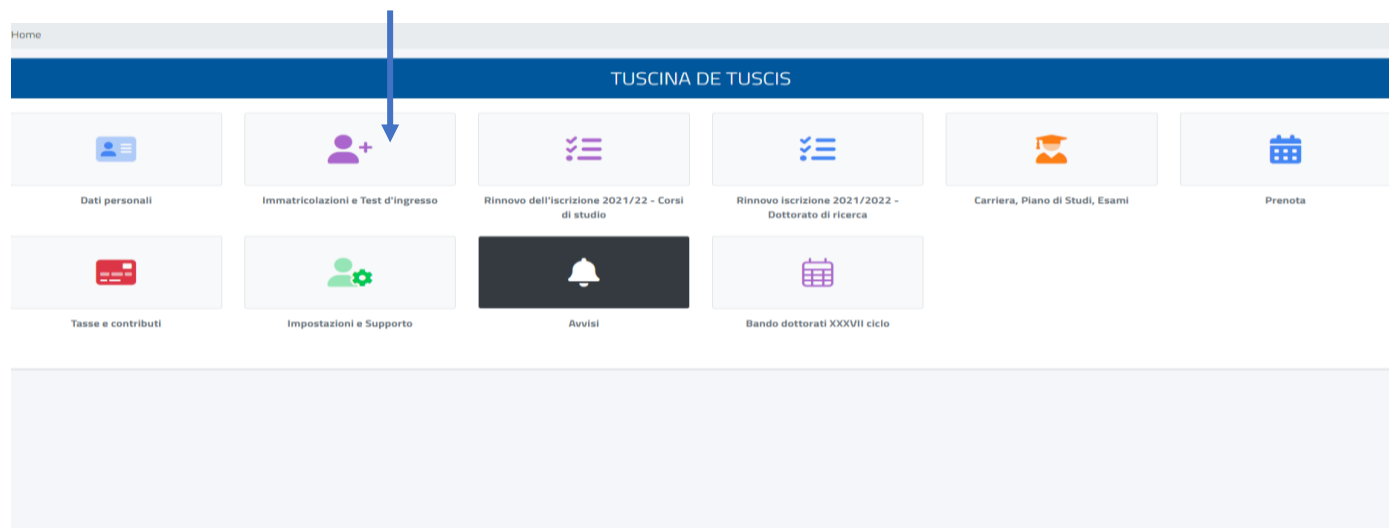 Home
TUSCINA DE TUSCIS
Dati personali
Immatricolazioni e Test d'ingresso
Rinnovo dell'iscrizione 2021/22 - Corsi
di studio
Rinnovo iscrizione 2021/2022 -
Dottorato di ricerca
Carriera, Piano di Studi, Esami
Prenota
Tasse e contributi
Impostazioni e Supporto
Avvisi
Bando dottorati XXXVII ciclo